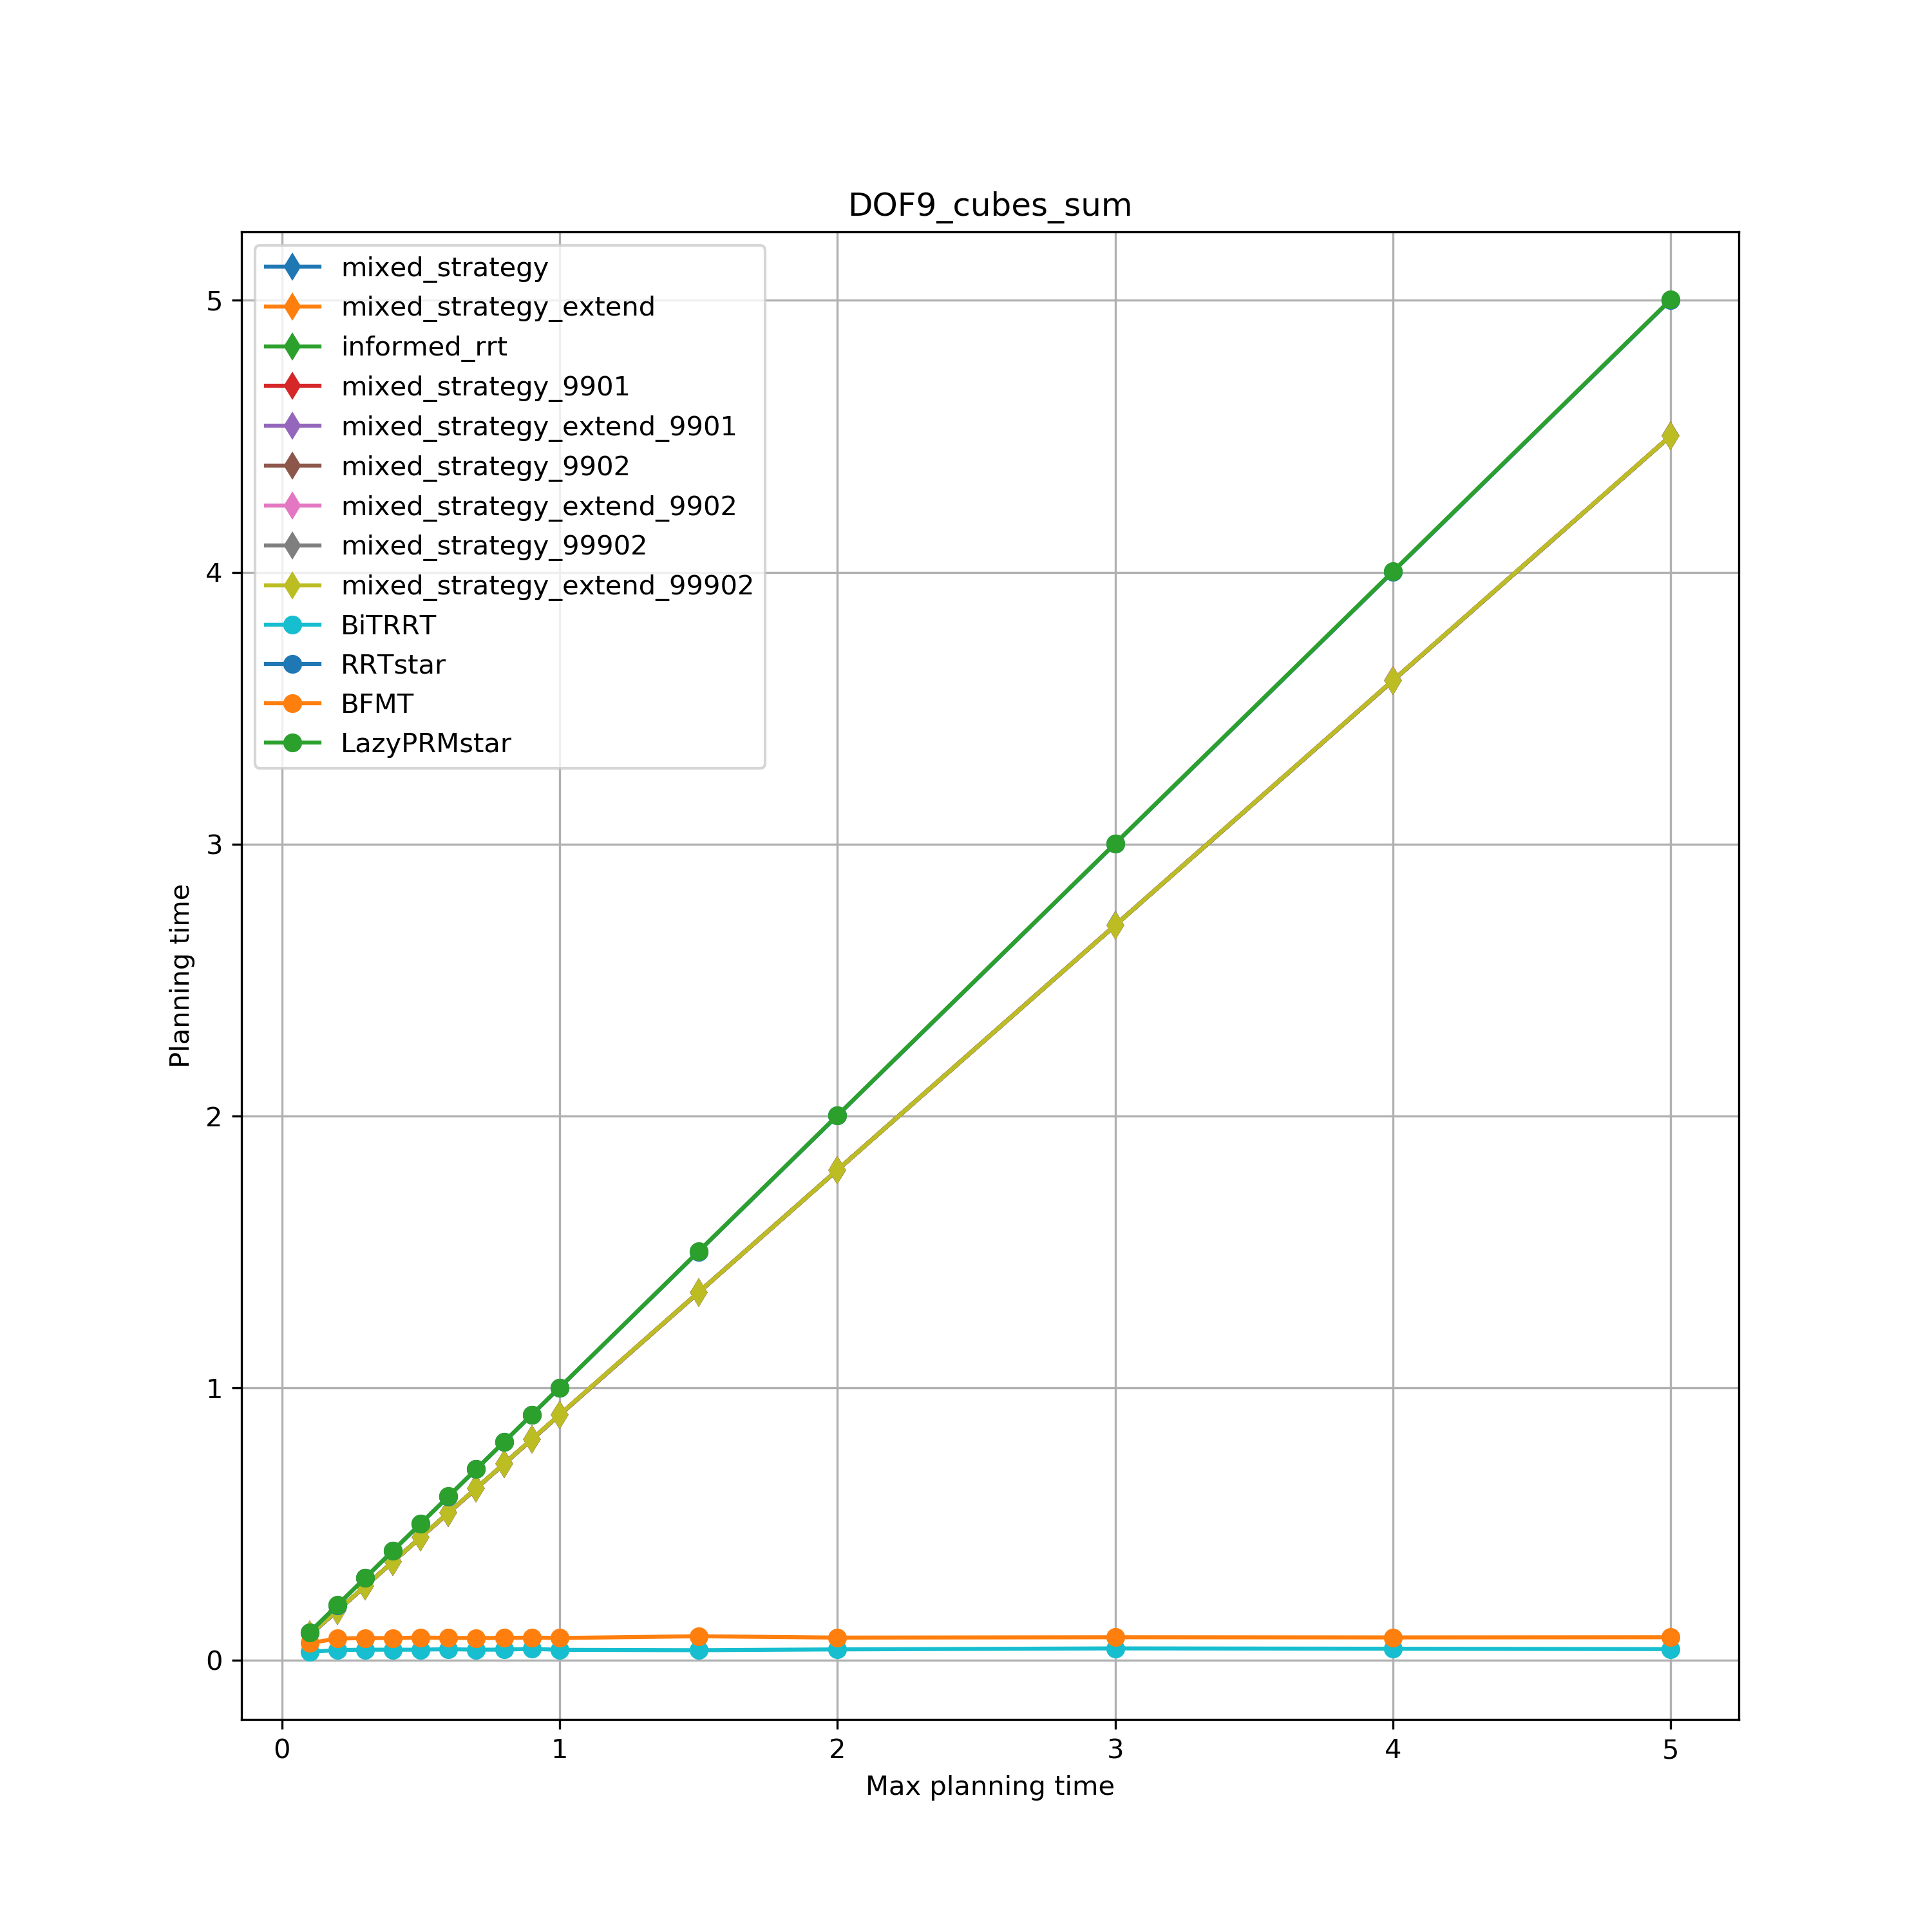 DOF9_cubes_sum
mixed_strategy
mixed_strategy_extend
informed_rrt
mixed_strategy_9901
mixed_strategy_extend_9901
mixed_strategy_9902
mixed_strategy_extend_9902
mixed_strategy_99902
mixed_strategy_extend_99902
BiTRRT
RRTstar
BFMT
LazyPRMstar
5
4
3
2
1
0
Planning time
0 1 2 3 4 5
Max planning time